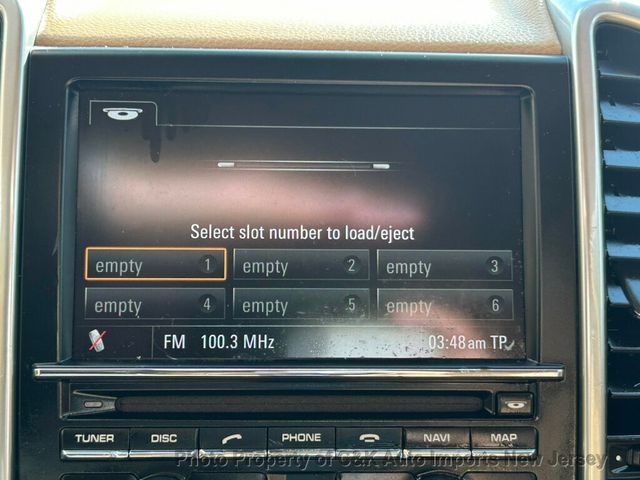 Select slot number to load/eject
empty 1 empty 2 empty 3
empty 4 empty 5 empty 6
FM 100.3 MHz 03:48 am TP
TUNER DISC PHONE NAVI MAP
Photo Property of C&K Auto Imports New Jersey